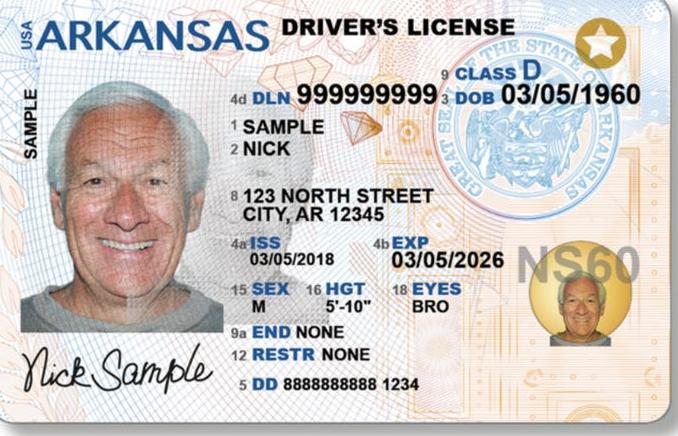 USA ARKANSAS DRIVER'S LICENSE
SAMPLE
9 CLASS D
4d DLN 999999999 3 DOB 03/05/1960
1 SAMPLE
2 NICK
8 123 NORTH STREET
CITY, AR 12345
4a ISS 4b EXP
03/05/2018 03/05/2026
NS60
15 SEX 16 HGT 18 EYES
M 5'-10" BRO
9a END NONE
12 RESTR NONE
5 DD 8888888888 1234
Nick Sample
GREAT SEAL OF THE STATE OF ARKANSAS